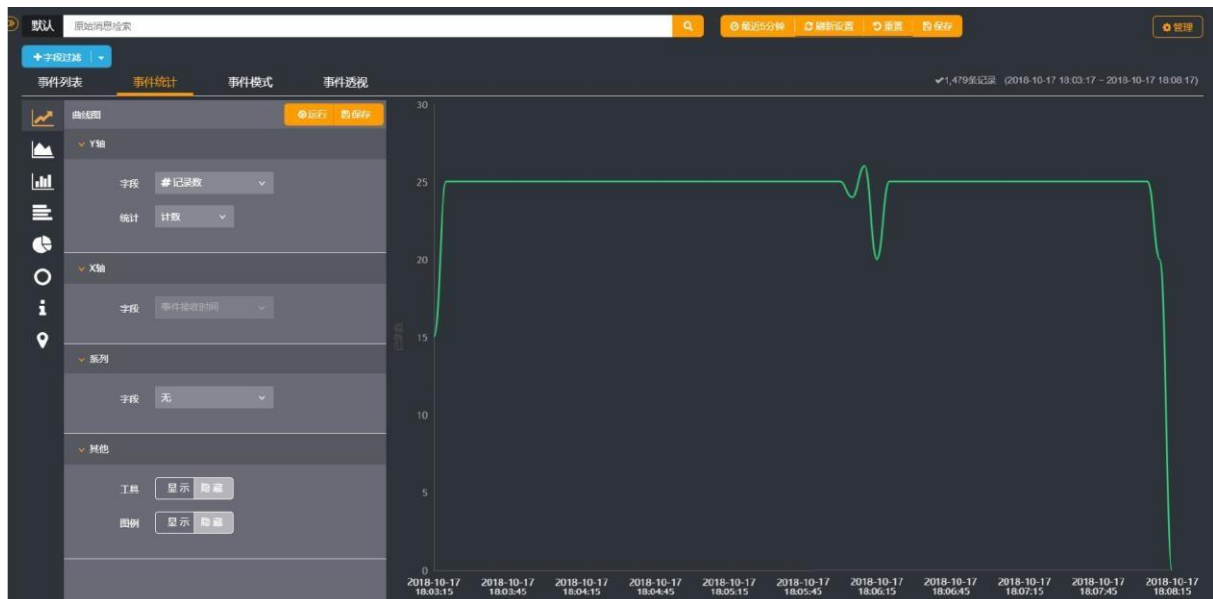 默认 原始消息检索 最近5分钟 刷新设置 重置 保存 管理
+字段过滤
事件列表 事件统计 事件模式 事件透视 1,479条记录 (2018-10-17 18:03:17 ~ 2018-10-17 18:08:17)
曲线图 运行 保存
Y轴
字段 #记录数
统计 计数
X轴
字段 事件接收时间
系列
字段 无
其他
工具 显示 隐藏
图例 显示 隐藏
30
25
20
15
10
5
0
记录数
2018-10-17 2018-10-17 2018-10-17 2018-10-17 2018-10-17 2018-10-17 2018-10-17 2018-10-17 2018-10-17 2018-10-17 2018-10-17
18:03:15 18:03:45 18:04:15 18:04:45 18:05:15 18:05:45 18:06:15 18:06:45 18:07:15 18:07:45 18:08:15